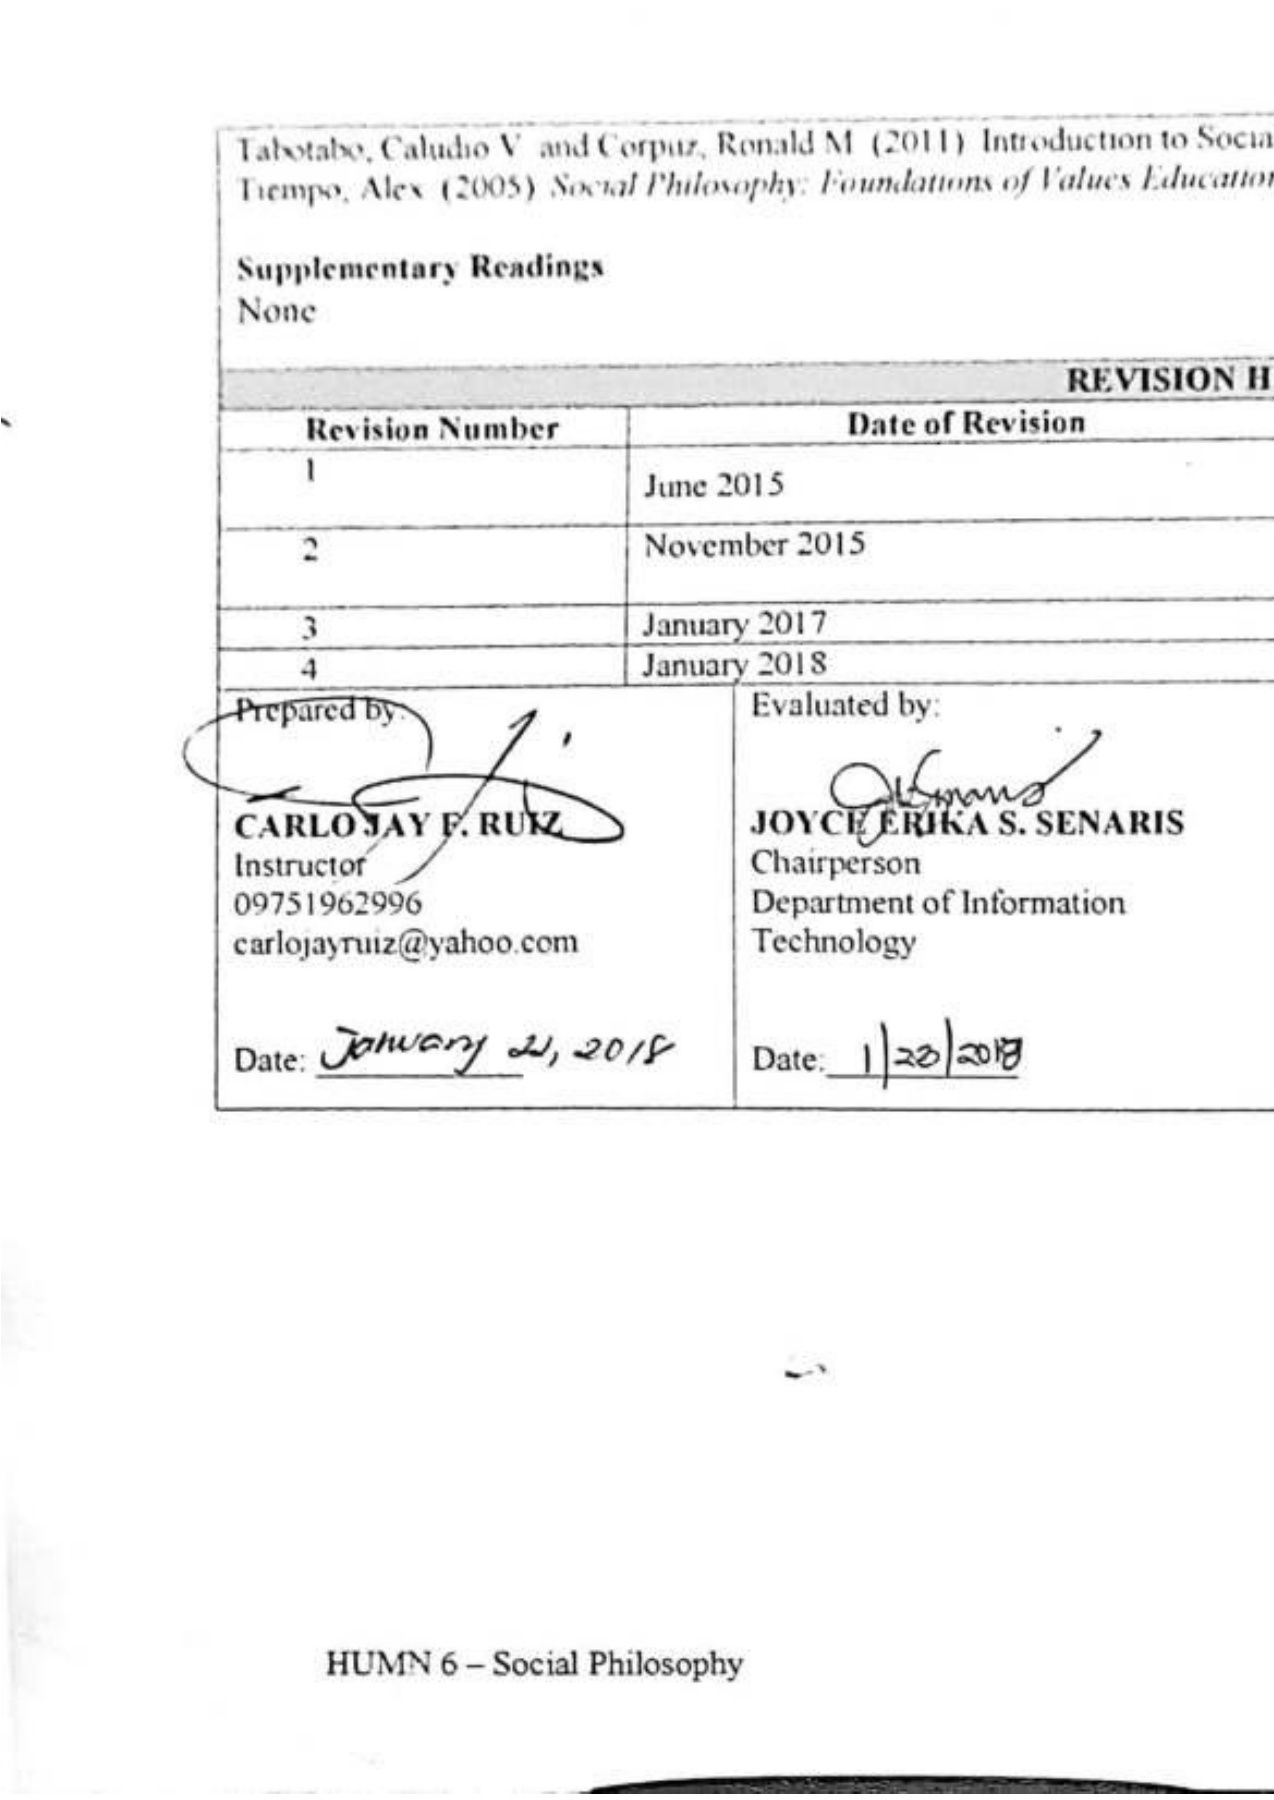 Tabotabo, Caludio V. and Corpuz, Ronald M. (2011) Introduction to Socia
Tiempo, Alex (2005) Social Philosophy: Foundations of Values Education
Supplementary Readings
None
REVISION H
Revision Number Date of Revision
1 June 2015
2 November 2015
3 January 2017
4 January 2018
Prepared by: Evaluated by:
CARLO JAY F. RUIZ JOYCE ERIKA S. SENARIS
Instructor Chairperson
09751962996 Department of Information
carlojayruiz@yahoo.com Technology
Date: January 22, 2018 Date: 1/23/2018
HUMN 6 – Social Philosophy